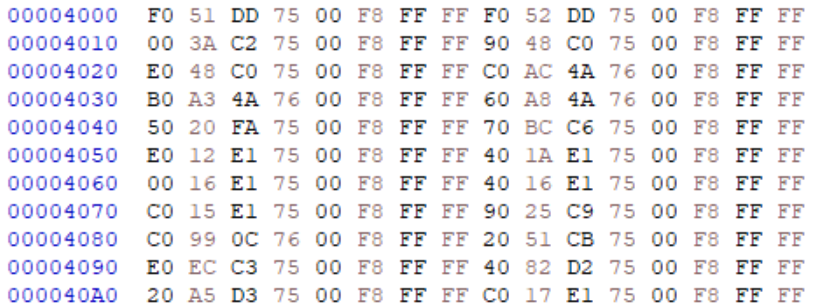 00004000 F0 51 DD 75 00 F8 FF FF F0 52 DD 75 00 F8 FF FF
00004010 00 3A C2 75 00 F8 FF FF 90 48 C0 75 00 F8 FF FF
00004020 E0 48 C0 75 00 F8 FF FF C0 AC 4A 76 00 F8 FF FF
00004030 B0 A3 4A 76 00 F8 FF FF 60 A8 4A 76 00 F8 FF FF
00004040 50 20 FA 75 00 F8 FF FF 70 BC C6 75 00 F8 FF FF
00004050 E0 12 E1 75 00 F8 FF FF 40 1A E1 75 00 F8 FF FF
00004060 00 16 E1 75 00 F8 FF FF 40 16 E1 75 00 F8 FF FF
00004070 C0 15 E1 75 00 F8 FF FF 90 25 C9 75 00 F8 FF FF
00004080 C0 99 0C 76 00 F8 FF FF 20 51 CB 75 00 F8 FF FF
00004090 E0 EC C3 75 00 F8 FF FF 40 82 D2 75 00 F8 FF FF
000040A0 20 A5 D3 75 00 F8 FF FF C0 17 E1 75 00 F8 FF FF